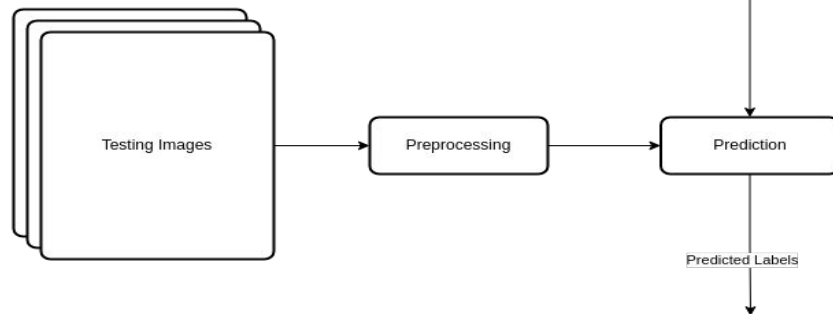 Testing Images
Preprocessing
Prediction
Predicted Labels